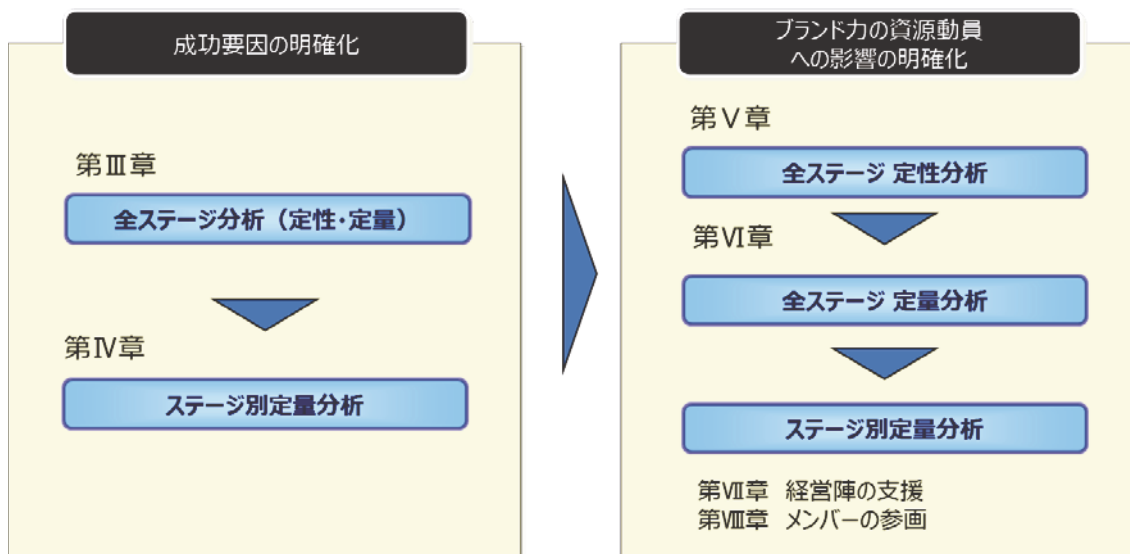 成功要因の明確化
第Ⅲ章
全ステージ分析（定性・定量）
第Ⅳ章
ステージ別定量分析
ブランド力の資源動員
への影響の明確化
第Ⅴ章
全ステージ 定性分析
第Ⅵ章
全ステージ 定量分析
ステージ別定量分析
第Ⅶ章 経営陣の支援
第Ⅷ章 メンバーの参画